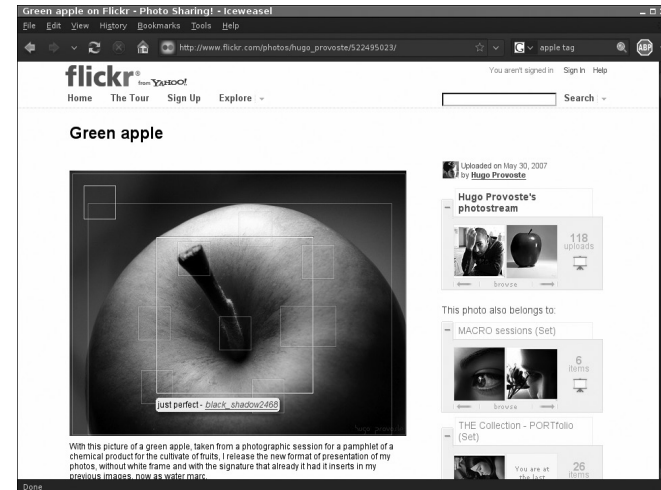 Green apple on Flickr - Photo Sharing! - Iceweasel
File Edit View History Bookmarks Tools Help
http://www.flickr.com/photos/hugo_provoste/522495023/
G apple tag
ABP
flickr® from YAHOO!
You aren't signed in Sign In Help
Home The Tour Sign Up Explore
Search
Green apple
Uploaded on May 30, 2007
by Hugo Provoste
Hugo Provoste's
photostream
118
uploads
browse
This photo also belongs to:
MACRO sessions (Set)
6
items
browse
THE Collection - PORTfolio
(Set)
You are at
the last
26
items
just perfect - black_shadow2468
With this picture of a green apple, taken from a photographic session for a pamphlet of a
chemical product for the cultivate of fruits, I release the new format of presentation of my
photos, without white frame and with the signature that already it had it inserts in my
previous images, now as water marc.
Done